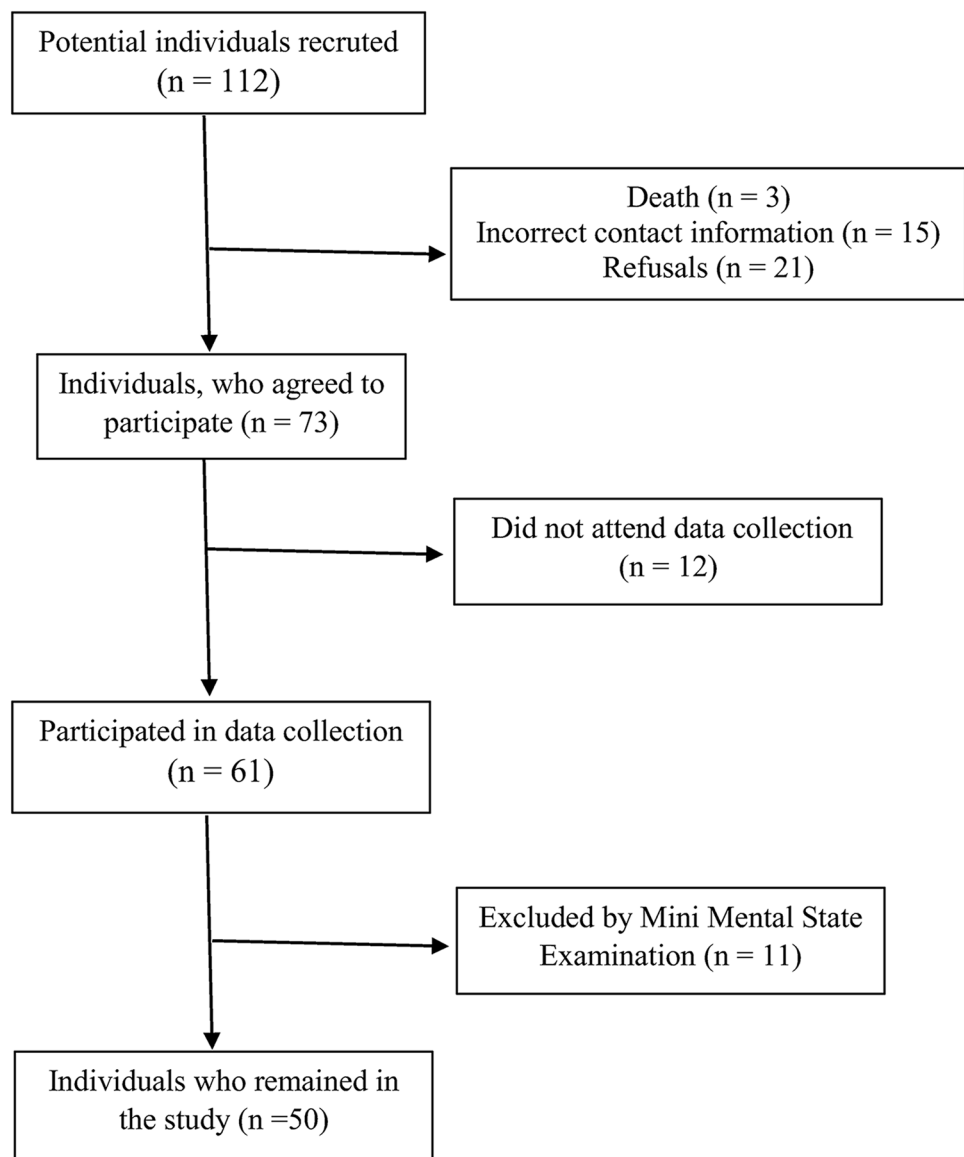 Potential individuals recruted
(n = 112)
Death (n = 3)
Incorrect contact information (n = 15)
Refusals (n = 21)
Individuals, who agreed to
participate (n = 73)
Did not attend data collection
(n = 12)
Participated in data collection
(n = 61)
Excluded by Mini Mental State
Examination (n = 11)
Individuals who remained in
the study (n =50)